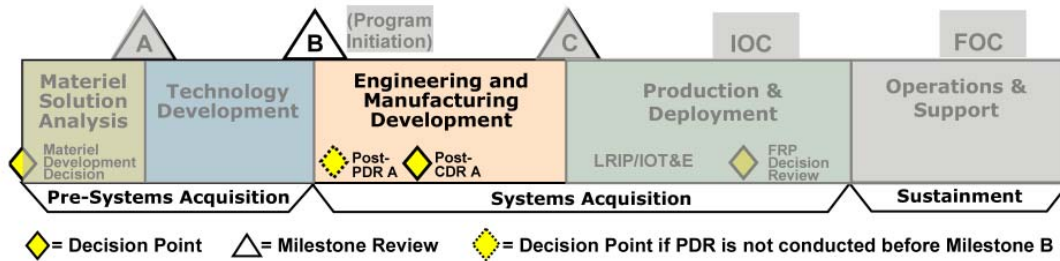 A
B
(Program
Initiation)
C
IOC
FOC
Materiel
Solution
Analysis
Technology
Development
Engineering and
Manufacturing
Development
Production &
Deployment
Operations &
Support
Materiel
Development
Decision
Post-
PDR A
Post-
CDR A
LRIP/IOT&E
FRP
Decision
Review
Pre-Systems Acquisition
Systems Acquisition
Sustainment
= Decision Point
= Milestone Review
= Decision Point if PDR is not conducted before Milestone B